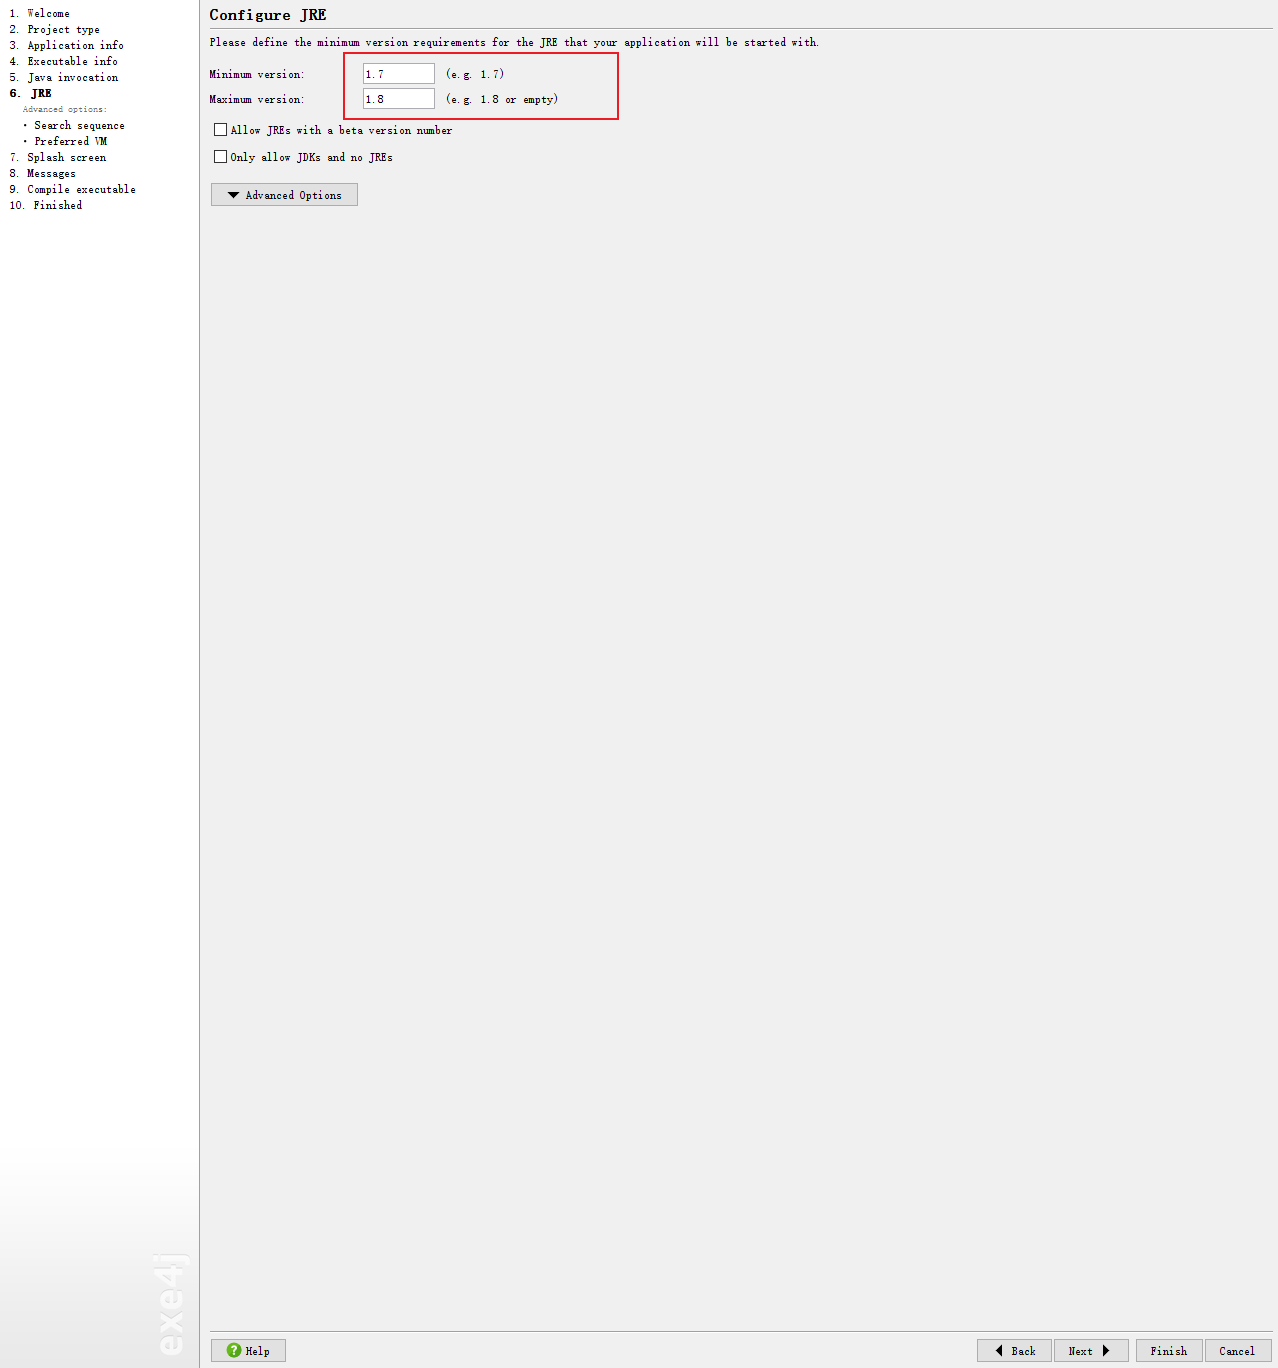 1. Welcome
2. Project type
3. Application info
4. Executable info
5. Java invocation
6. JRE
Advanced options:
· Search sequence
· Preferred VM
7. Splash screen
8. Messages
9. Compile executable
10. Finished
exe4j
Configure JRE
Please define the minimum version requirements for the JRE that your application will be started with.
Minimum version: 1.7 (e.g. 1.7)
Maximum version: 1.8 (e.g. 1.8 or empty)
Allow JREs with a beta version number
Only allow JDKs and no JREs
Advanced Options
? Help Back Next Finish Cancel